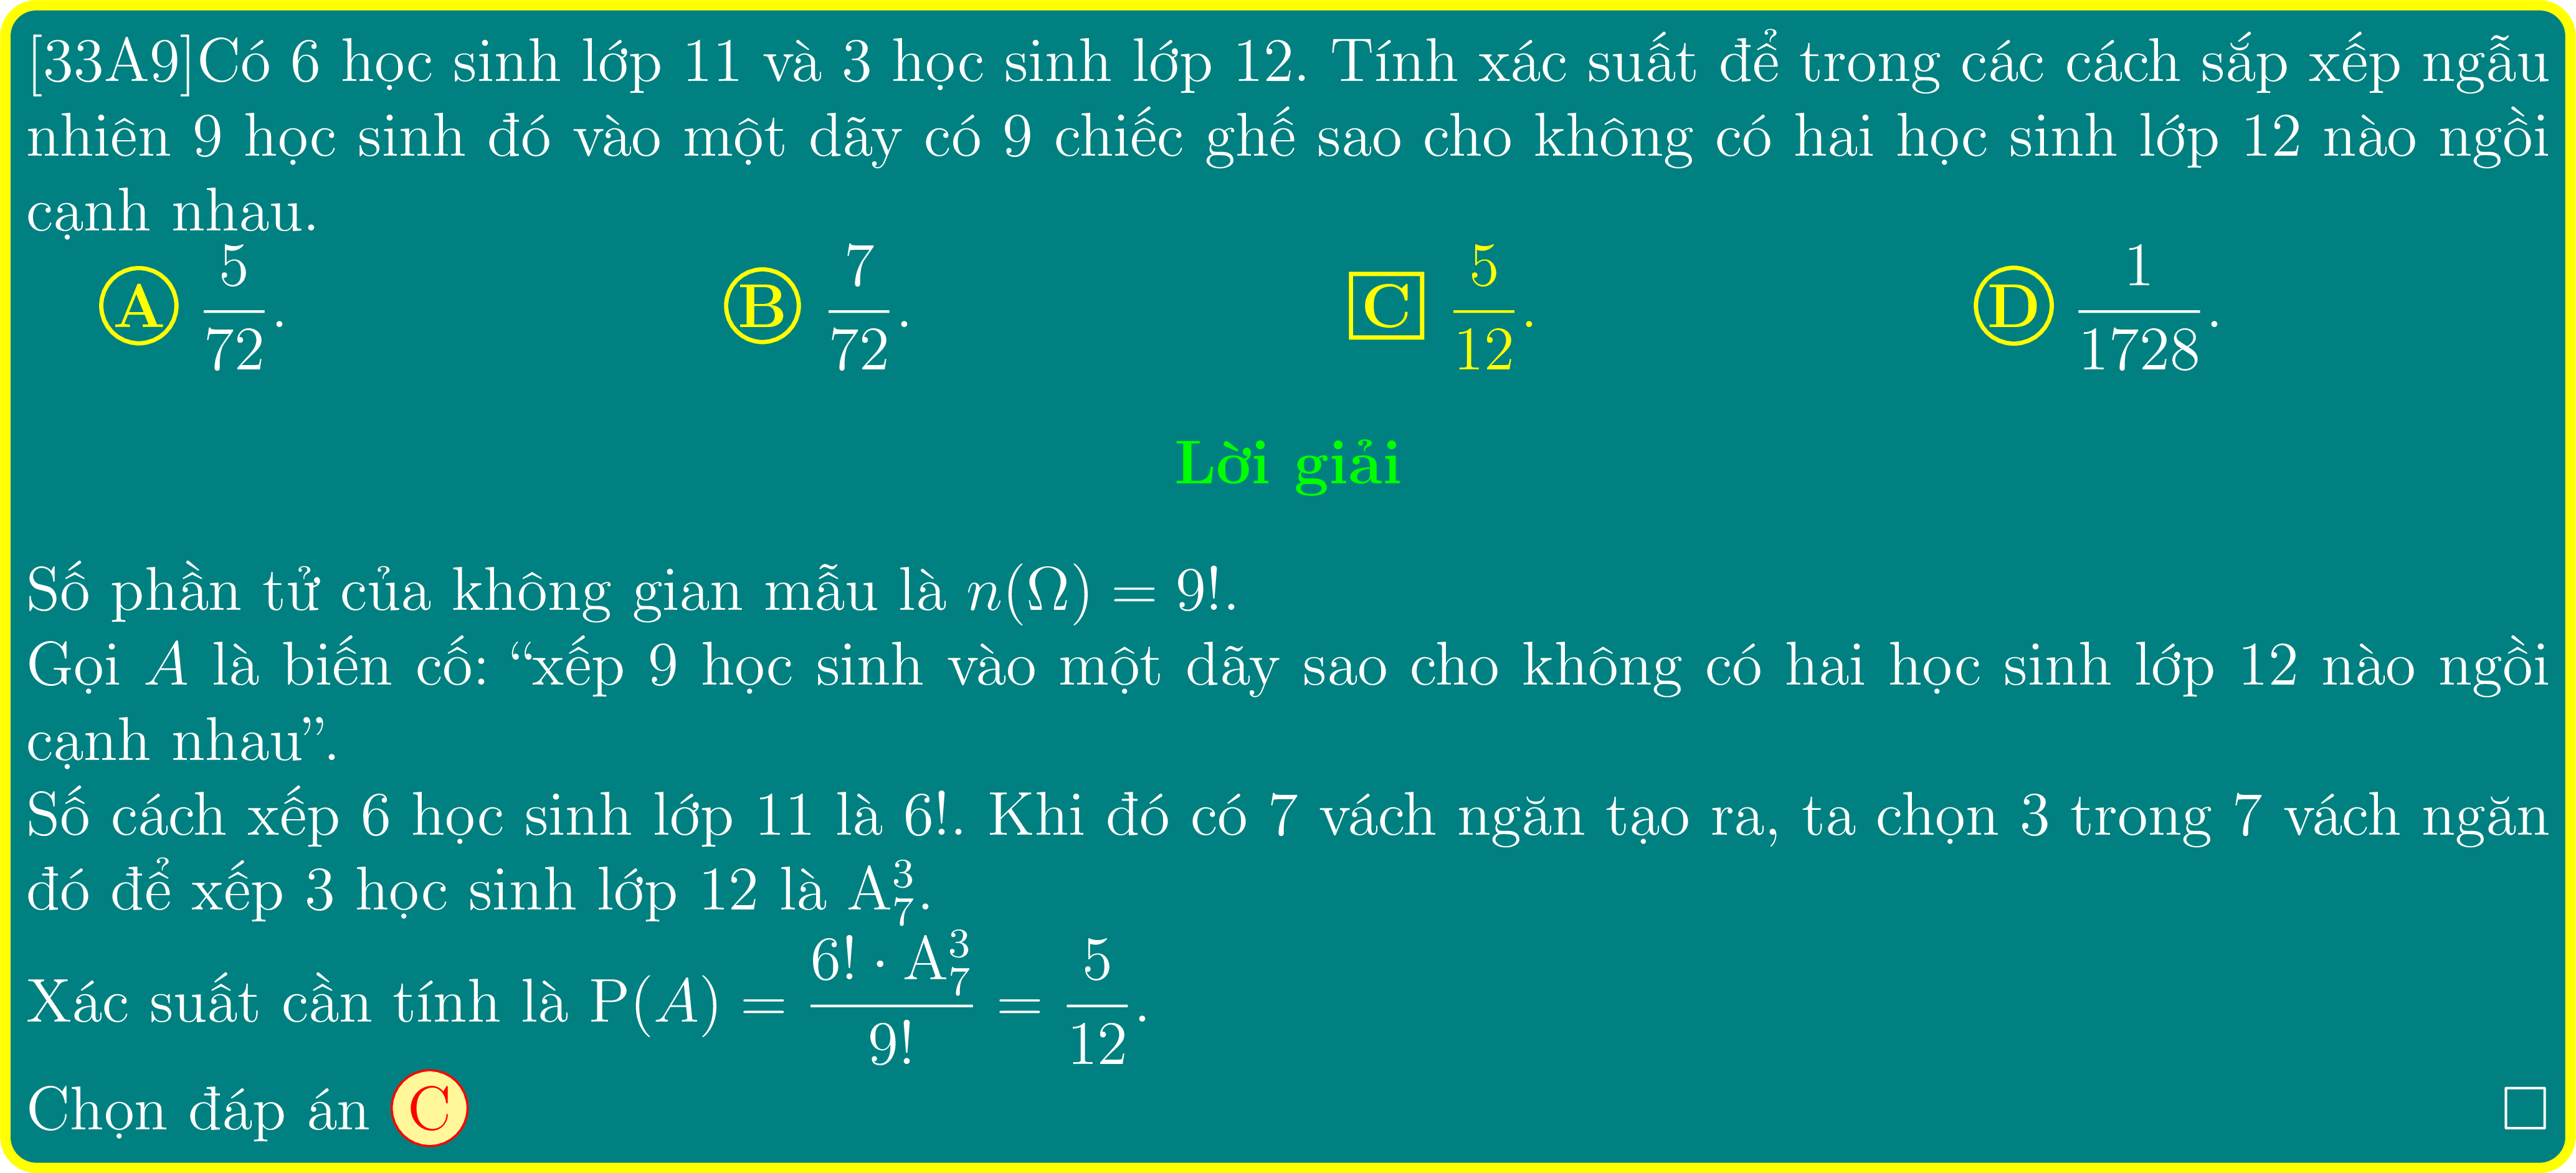 [33A9]Có 6 học sinh lớp 11 và 3 học sinh lớp 12. Tính xác suất để trong các cách sắp xếp ngẫu
nhiên 9 học sinh đó vào một dãy có 9 chiếc ghế sao cho không có hai học sinh lớp 12 nào ngồi
cạnh nhau.
A $\frac{5}{72}$. B $\frac{7}{72}$. C $\frac{5}{12}$. D $\frac{1}{1728}$.
Lời giải
Số phần tử của không gian mẫu là $n(\Omega) = 9!$.
Gọi $A$ là biến cố: “xếp 9 học sinh vào một dãy sao cho không có hai học sinh lớp 12 nào ngồi
cạnh nhau”.
Số cách xếp 6 học sinh lớp 11 là 6!. Khi đó có 7 vách ngăn tạo ra, ta chọn 3 trong 7 vách ngăn
đó để xếp 3 học sinh lớp 12 là $\mathrm{A}_7^3$.
Xác suất cần tính là $\mathrm{P}(A) = \frac{6! \cdot \mathrm{A}_7^3}{9!} = \frac{5}{12}$.
Chọn đáp án C □